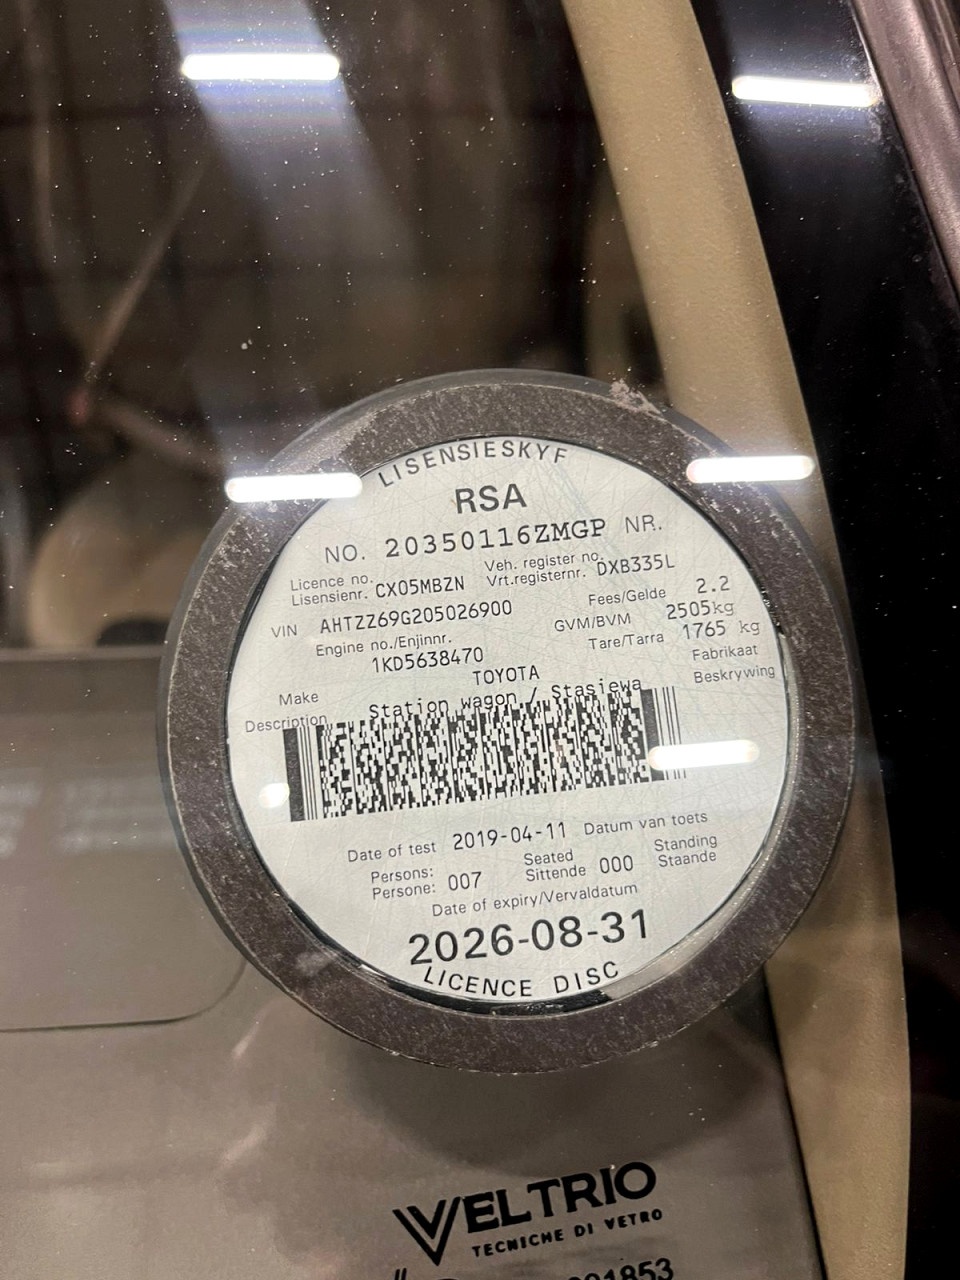 LISENSIESKYF
RSA
NO. 20350116ZMGP NR.
Licence no. CX05MBZN Veh. register no. DXB335L
Lisensienr. Vrt.registernr.
VIN AHTZZ69G205026900 Fees/Gelde 2.2
Engine no./Enjinnr. GVM/BVM 2505kg
1KD5638470 Tare/Tarra 1765 kg
Make TOYOTA Fabrikaat
Description Station wagon / Stasiewa Beskrywing
Date of test 2019-04-11 Datum van toets
Persons: 007 Seated 000 Standing
Persone: Sittende Staande
Date of expiry/Vervaldatum
2026-08-31
LICENCE DISC
VELTRIO
TECNICHE DI VETRO